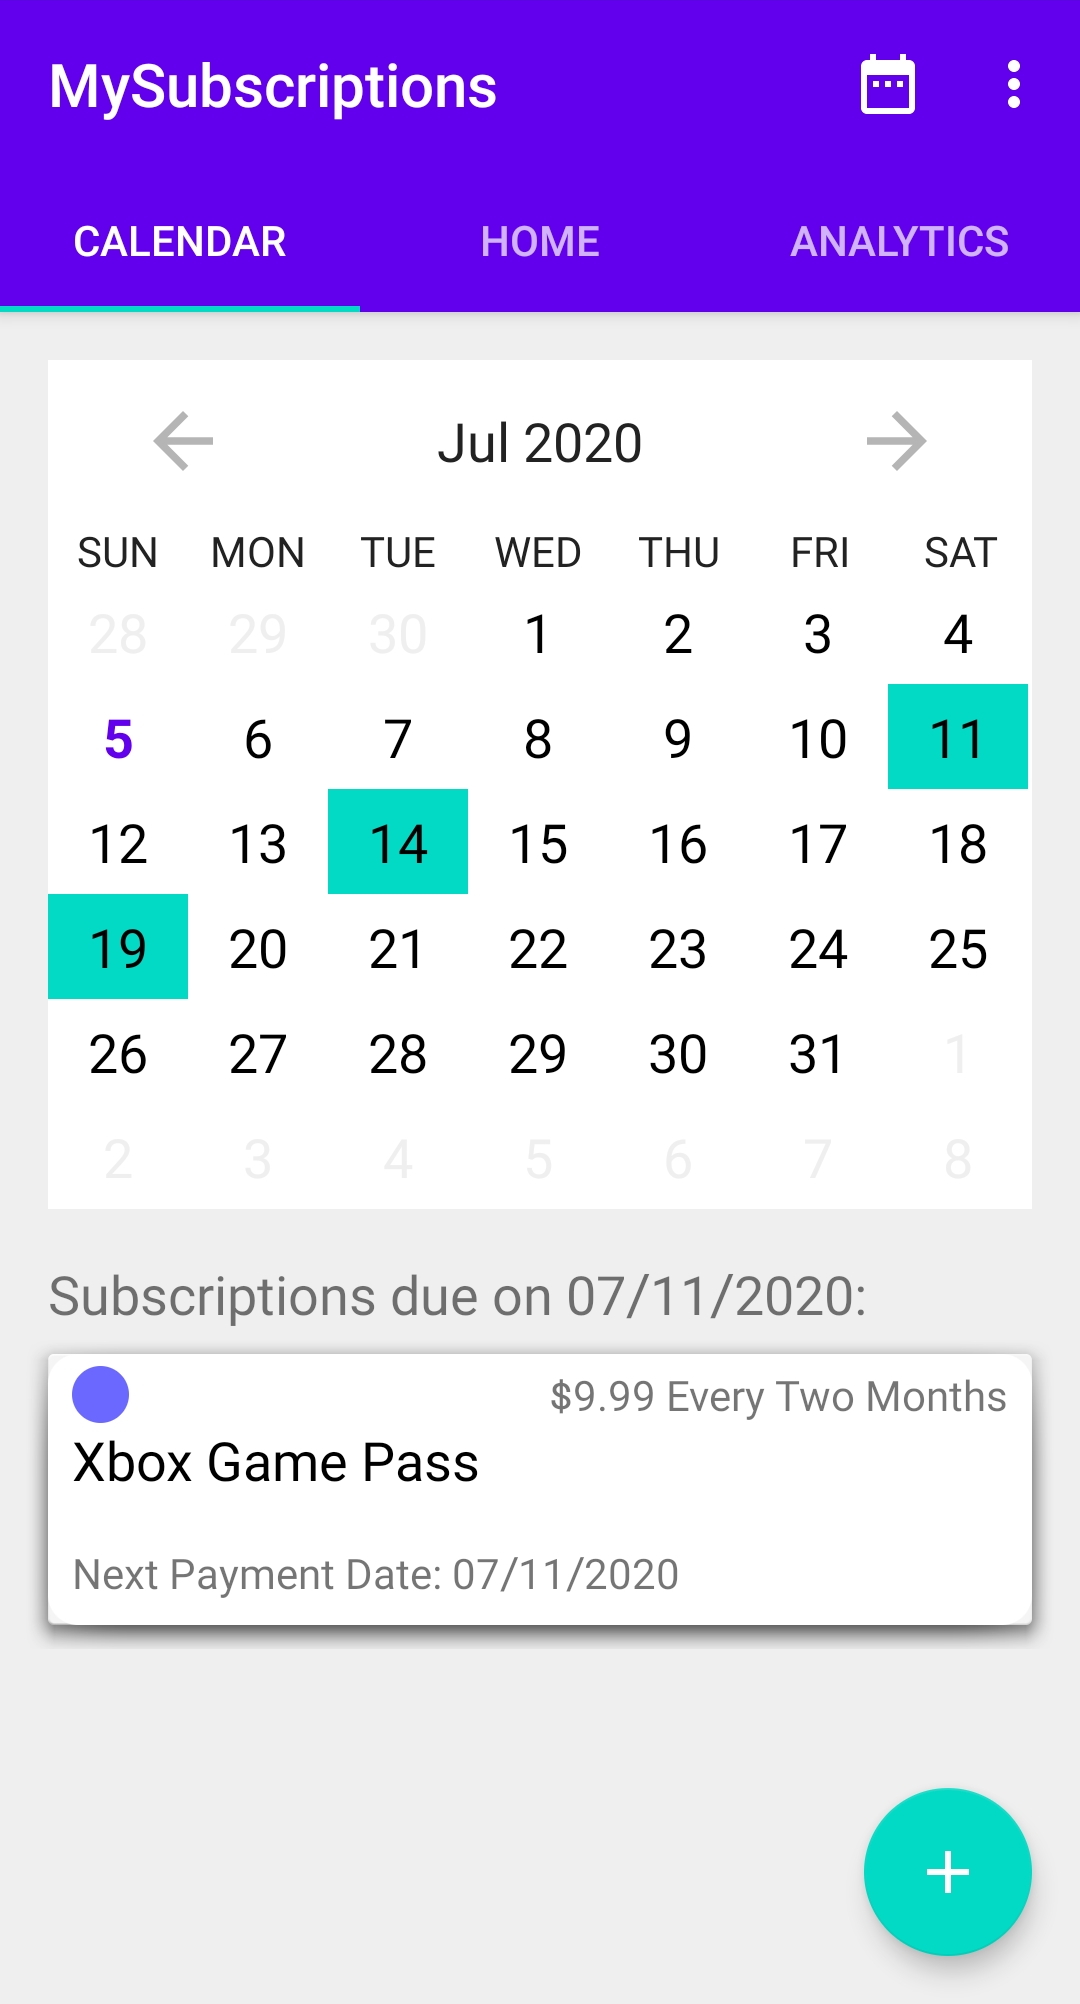 MySubscriptions
CALENDAR HOME ANALYTICS
Jul 2020
SUN MON TUE WED THU FRI SAT
28 29 30 1 2 3 4
5 6 7 8 9 10 11
12 13 14 15 16 17 18
19 20 21 22 23 24 25
26 27 28 29 30 31 1
2 3 4 5 6 7 8
Subscriptions due on 07/11/2020:
$9.99 Every Two Months
Xbox Game Pass
Next Payment Date: 07/11/2020